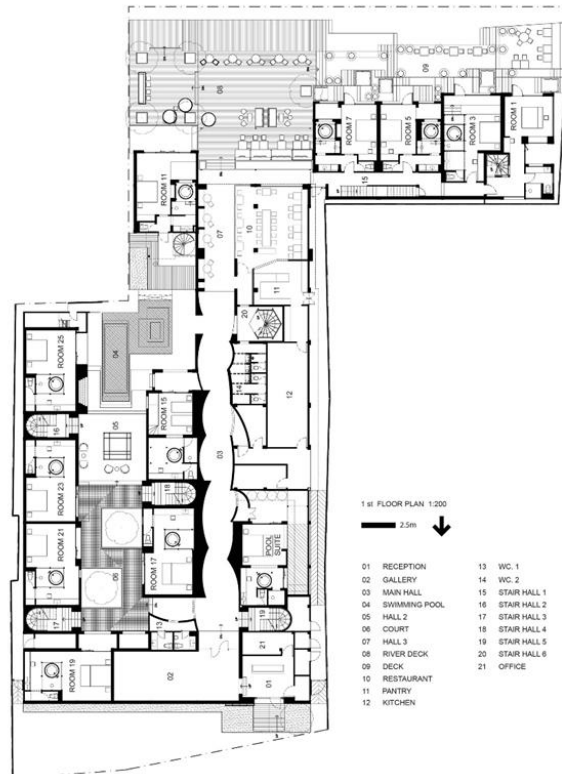 09
08
ROOM 7
ROOM 5
ROOM 3
ROOM 1
15
ROOM 11
07
10
11
20
04
ROOM 25
14
12
ROOM 15
05
16
03
ROOM 23
18
ROOM 21
06
ROOM 17
POOL
SUITE
17
13
19
21
ROOM 19
02
01
1 st FLOOR PLAN 1:200
2.5m
01 RECEPTION
02 GALLERY
03 MAIN HALL
04 SWIMMING POOL
05 HALL 2
06 COURT
07 HALL 3
08 RIVER DECK
09 DECK
10 RESTAURANT
11 PANTRY
12 KITCHEN
13 WC. 1
14 WC. 2
15 STAIR HALL 1
16 STAIR HALL 2
17 STAIR HALL 3
18 STAIR HALL 4
19 STAIR HALL 5
20 STAIR HALL 6
21 OFFICE